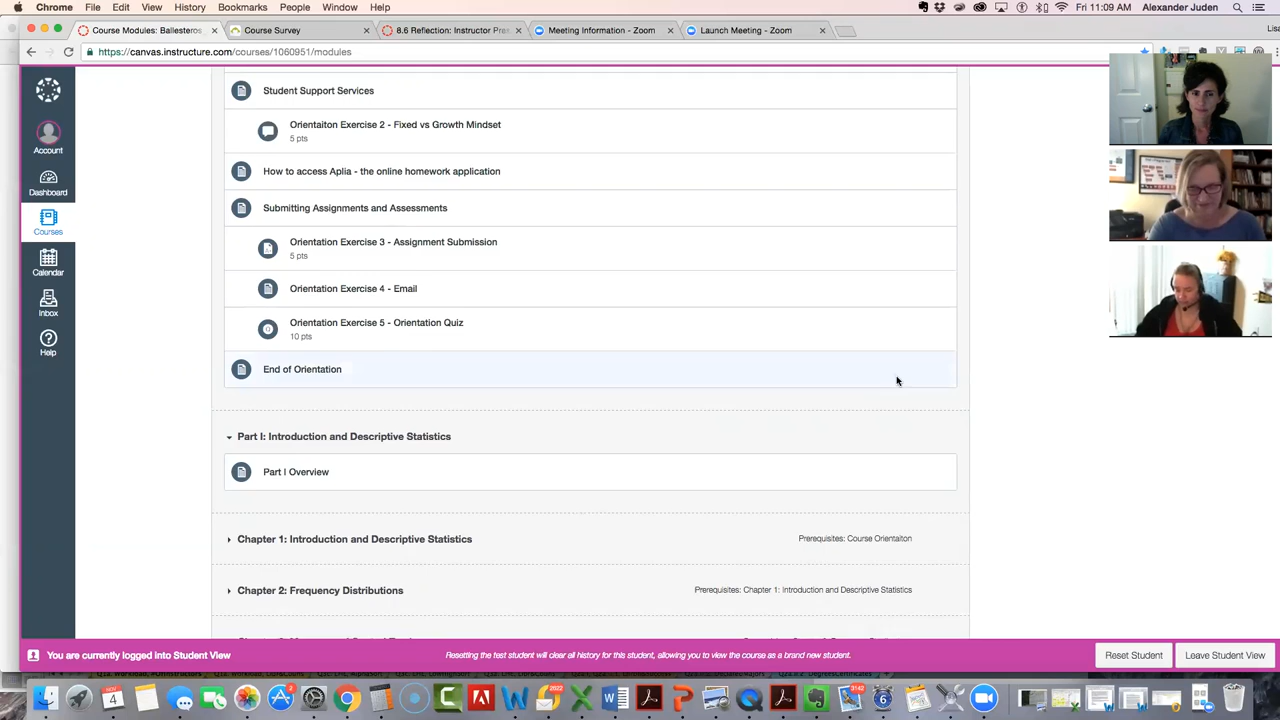 Chrome File Edit View History Bookmarks People Window Help Fri 11:09 AM Alexander Juden
Course Modules: Ballesteros Course Survey 8.6 Reflection: Instructor Pres Meeting Information - Zoom Launch Meeting - Zoom Lisa
https://canvas.instructure.com/courses/1060951/modules
Account
Dashboard
Courses
Calendar
Inbox
Help
Student Support Services
Orientaiton Exercise 2 - Fixed vs Growth Mindset
5 pts
How to access Aplia - the online homework application
Submitting Assignments and Assessments
Orientation Exercise 3 - Assignment Submission
5 pts
Orientation Exercise 4 - Email
Orientation Exercise 5 - Orientation Quiz
10 pts
End of Orientation
Part I: Introduction and Descriptive Statistics
Part I Overview
Chapter 1: Introduction and Descriptive Statistics Prerequisites: Course Orientaiton
Chapter 2: Frequency Distributions Prerequisites: Chapter 1: Introduction and Descriptive Statistics
You are currently logged into Student View Resetting the test student will clear all history for this student, allowing you to view the course as a brand new student. Reset Student Leave Student View